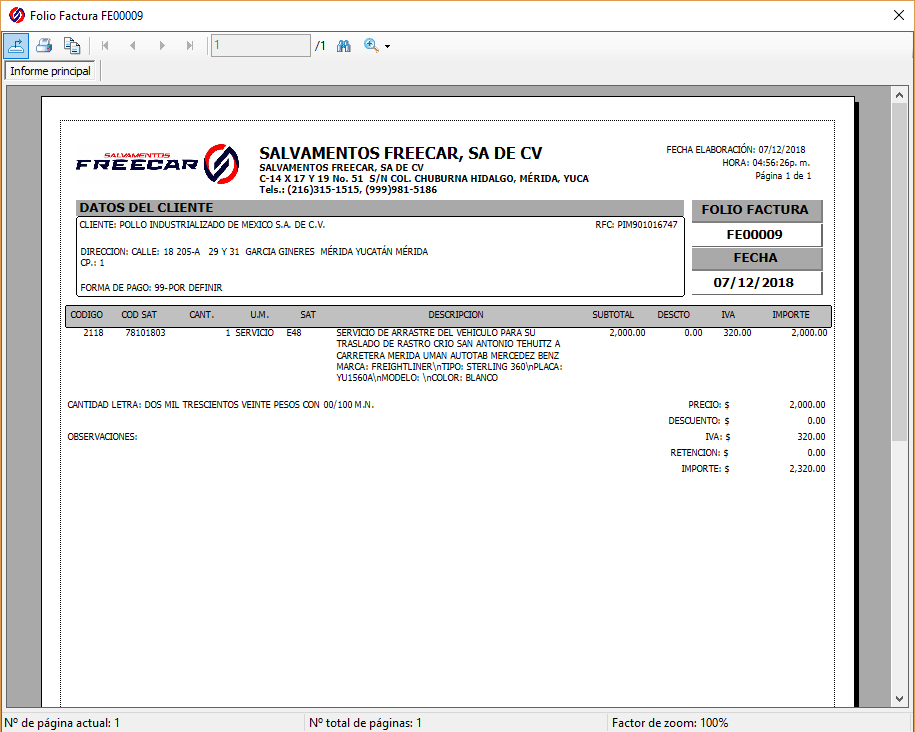 Folio Factura FE00009
1 /1
Informe principal
SALVAMENTOS
FREECAR
SALVAMENTOS FREECAR, SA DE CV
SALVAMENTOS FREECAR, SA DE CV
C-14 X 17 Y 19 No. 51 S/N COL. CHUBURNA HIDALGO, MÉRIDA, YUCA
Tels.: (216)315-1515, (999)981-5186
FECHA ELABORACIÓN: 07/12/2018
HORA: 04:56:26p. m.
Página 1 de 1
DATOS DEL CLIENTE
CLIENTE: POLLO INDUSTRIALIZADO DE MEXICO S.A. DE C.V. RFC: PIM901016747
DIRECCION: CALLE: 18 205-A 29 Y 31 GARCIA GINERES MÉRIDA YUCATÁN MÉRIDA
CP.: 1
FORMA DE PAGO: 99-POR DEFINIR
FOLIO FACTURA
FE00009
FECHA
07/12/2018
CODIGO COD SAT CANT. U.M. SAT DESCRIPCION SUBTOTAL DESCTO IVA IMPORTE
2118 78101803 1 SERVICIO E48 SERVICIO DE ARRASTRE DEL VEHICULO PARA SU 2,000.00 0.00 320.00 2,000.00
TRASLADO DE RASTRO CRIO SAN ANTONIO TEHUITZ A
CARRETERA MERIDA UMAN AUTOTAB MERCEDEZ BENZ
MARCA: FREIGHTLINER\nTIPO: STERLING 360\nPLACA:
YU1560A\nMODELO: \nCOLOR: BLANCO
CANTIDAD LETRA: DOS MIL TRESCIENTOS VEINTE PESOS CON 00/100 M.N. PRECIO: $ 2,000.00
DESCUENTO: $ 0.00
OBSERVACIONES: IVA: $ 320.00
RETENCION: $ 0.00
IMPORTE: $ 2,320.00
Nº de página actual: 1 Nº total de páginas: 1 Factor de zoom: 100%